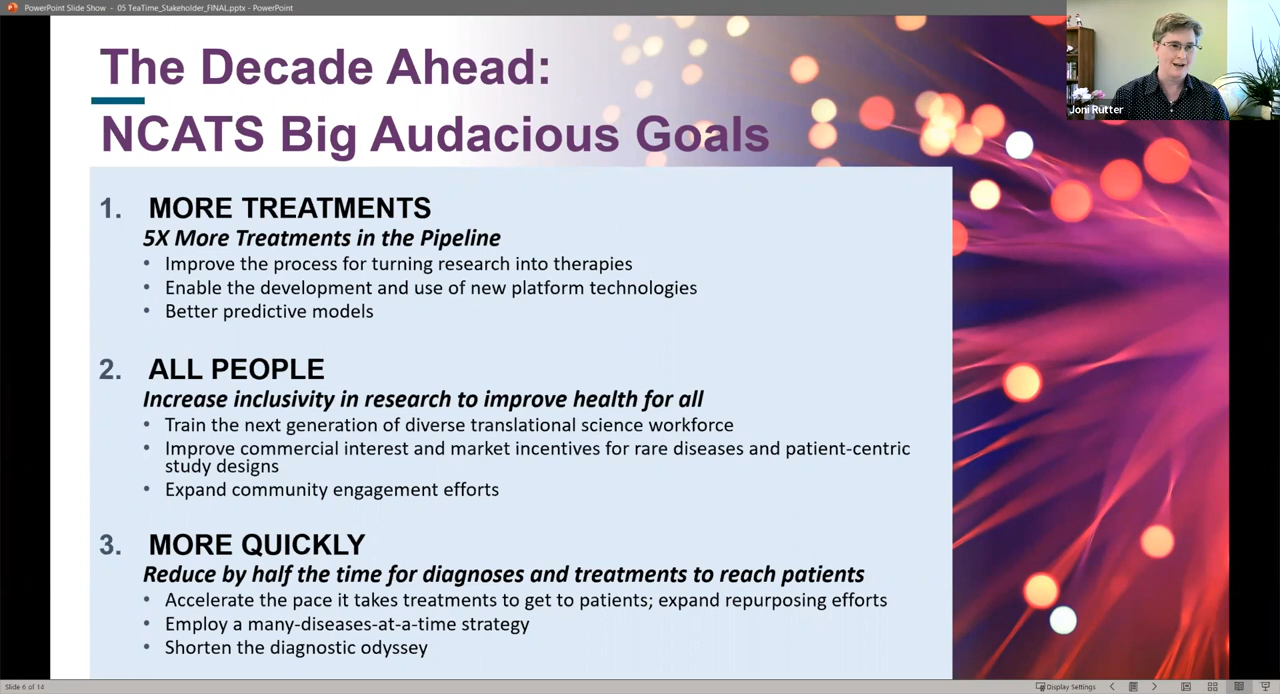 PowerPoint Slide Show - 05 TeaTime_Stakeholder_FINAL.pptx - PowerPoint
Joni Rutter
The Decade Ahead:
NCATS Big Audacious Goals
1. MORE TREATMENTS
5X More Treatments in the Pipeline
• Improve the process for turning research into therapies
• Enable the development and use of new platform technologies
• Better predictive models
2. ALL PEOPLE
Increase inclusivity in research to improve health for all
• Train the next generation of diverse translational science workforce
• Improve commercial interest and market incentives for rare diseases and patient-centric
study designs
• Expand community engagement efforts
3. MORE QUICKLY
Reduce by half the time for diagnoses and treatments to reach patients
• Accelerate the pace it takes treatments to get to patients; expand repurposing efforts
• Employ a many-diseases-at-a-time strategy
• Shorten the diagnostic odyssey
Slide 6 of 14
Display Settings